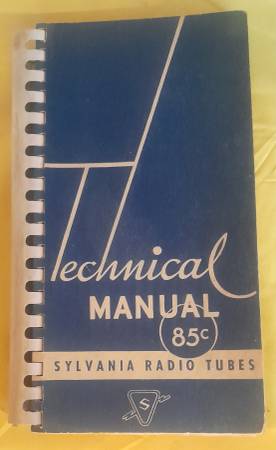 Technical
MANUAL
85c
SYLVANIA RADIO TUBES
S